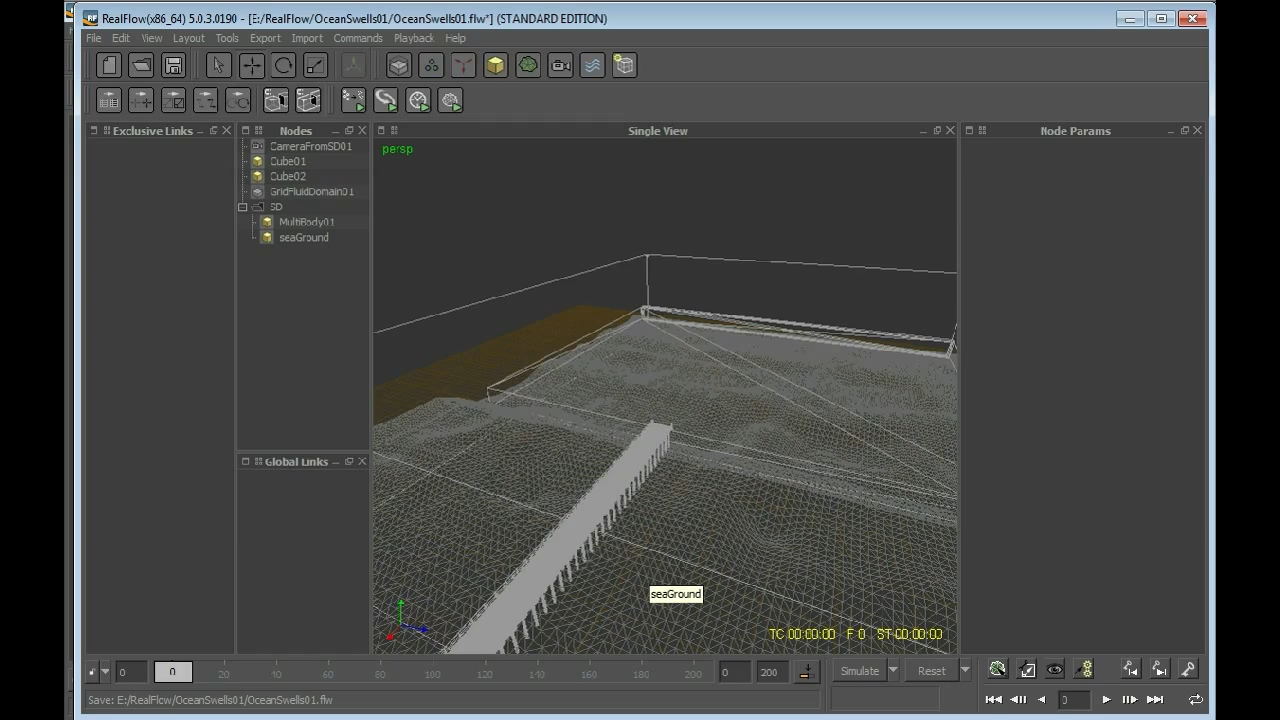 RealFlow(x86_64) 5.0.3.0190 - [E:/RealFlow/OceanSwells01/OceanSwells01.flw*] (STANDARD EDITION)
File Edit View Layout Tools Export Import Commands Playback Help
Exclusive Links
Nodes
Single View
Node Params
persp
CameraFromSD01
Cube01
Cube02
GridFluidDomain01
SD
MultiBody01
seaGround
Global Links
seaGround
TC 00:00:00 F 0 ST 00:00:00
0 0 20 40 60 80 100 120 140 160 180 200 0 200 Simulate Reset
Save: E:/RealFlow/OceanSwells01/OceanSwells01.flw
0